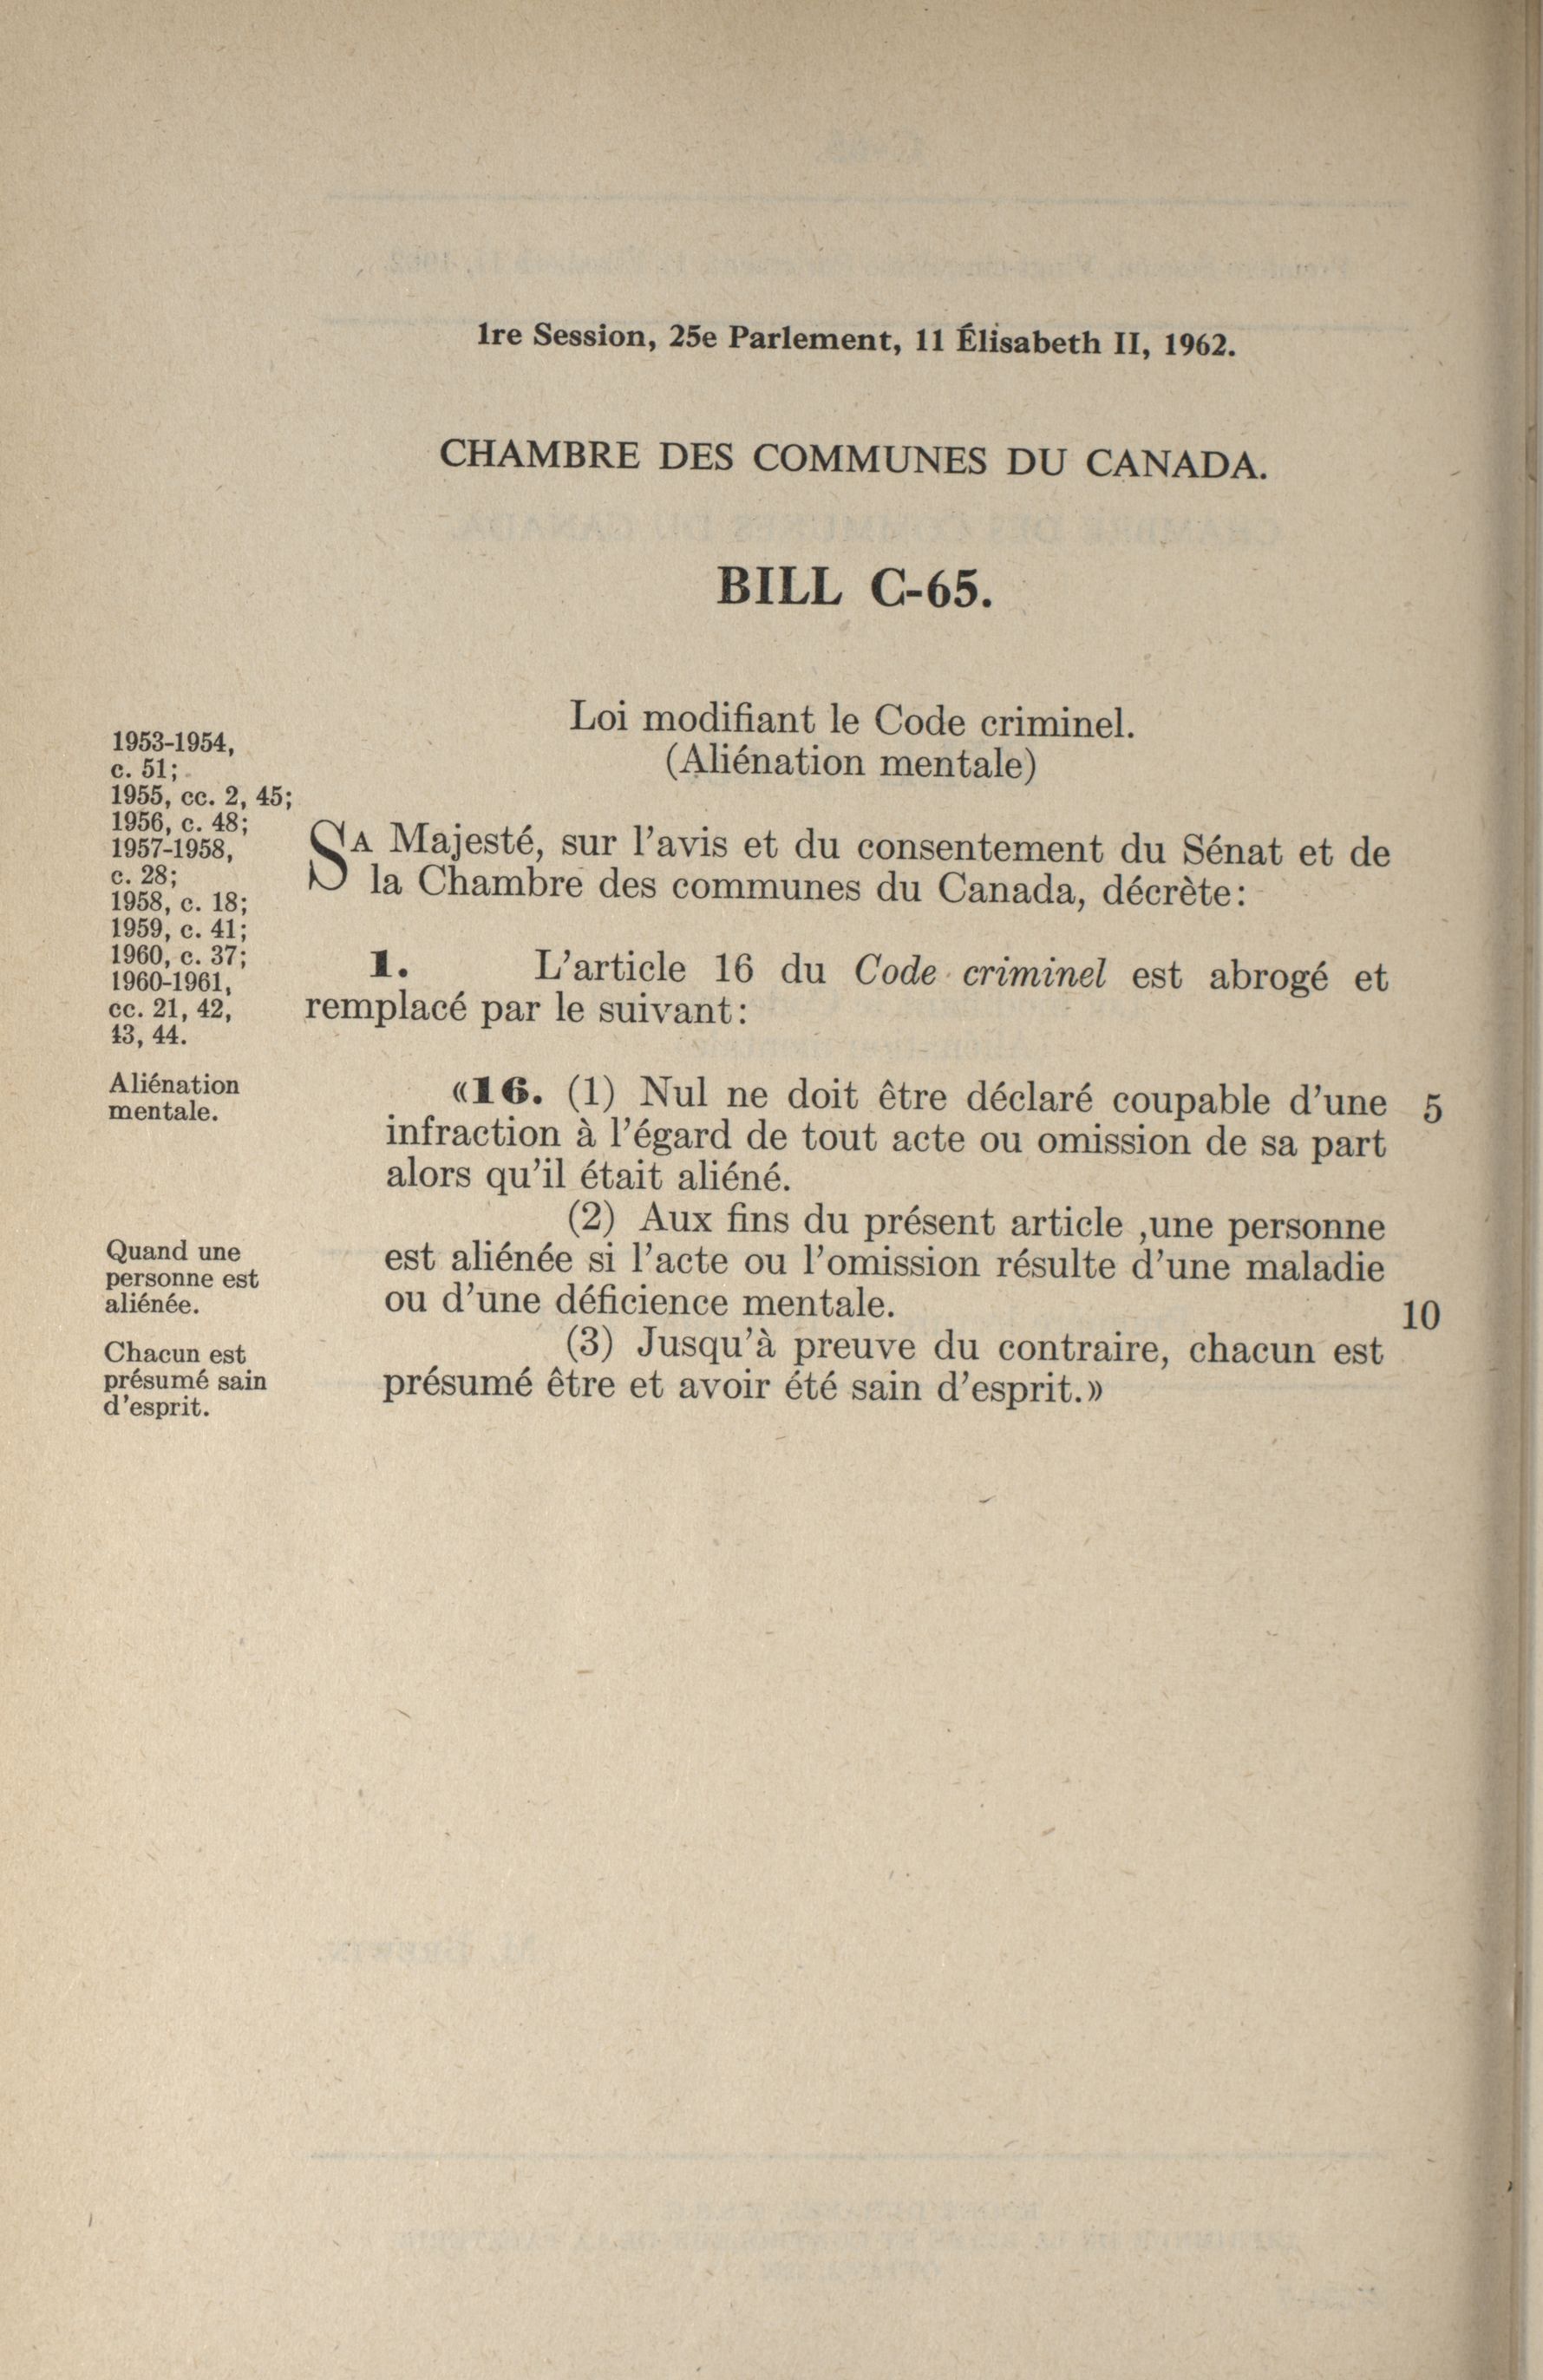 1re Session, 25e Parlement, 11 Élisabeth II, 1962.
CHAMBRE DES COMMUNES DU CANADA.
BILL C-65.
Loi modifiant le Code criminel.
(Aliénation mentale)
1953-1954,
c. 51;
1955, cc. 2, 45;
1956, c. 48;
1957-1958,
c. 28;
1958, c. 18;
1959, c. 41;
1960, c. 37;
1960-1961,
cc. 21, 42,
43, 44.
SA Majesté, sur l'avis et du consentement du Sénat et de
la Chambre des communes du Canada, décrète:
1. L'article 16 du Code criminel est abrogé et
remplacé par le suivant:
Aliénation
mentale.
«16. (1) Nul ne doit être déclaré coupable d'une 5
infraction à l'égard de tout acte ou omission de sa part
alors qu'il était aliéné.
Quand une
personne est
aliénée.
(2) Aux fins du présent article ,une personne
est aliénée si l'acte ou l'omission résulte d'une maladie
ou d'une déficience mentale. 10
Chacun est
présumé sain
d'esprit.
(3) Jusqu'à preuve du contraire, chacun est
présumé être et avoir été sain d'esprit.»